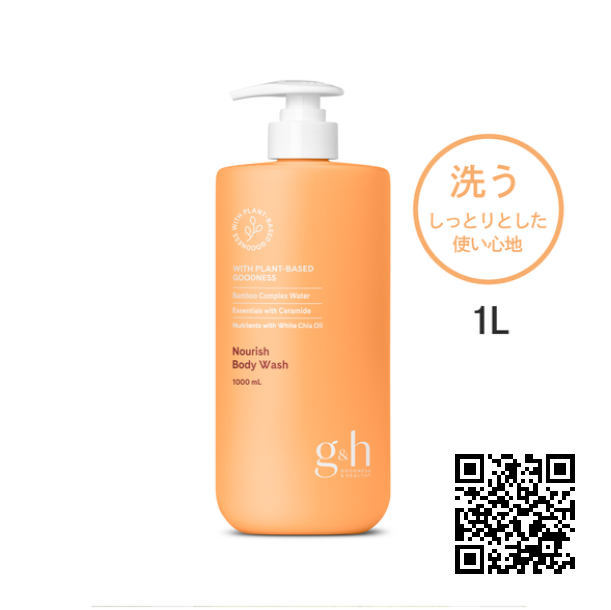 WITH PLANT-BASED GOODNESS
WITH PLANT-BASED
GOODNESS
Bamboo Complex Water
Essentials with Ceramide
Nutrients with White Chia Oil
Nourish
Body Wash
1000 mL
g&h
GOODNESS
& HEALTH
洗う
しっとりとした
使い心地
1L